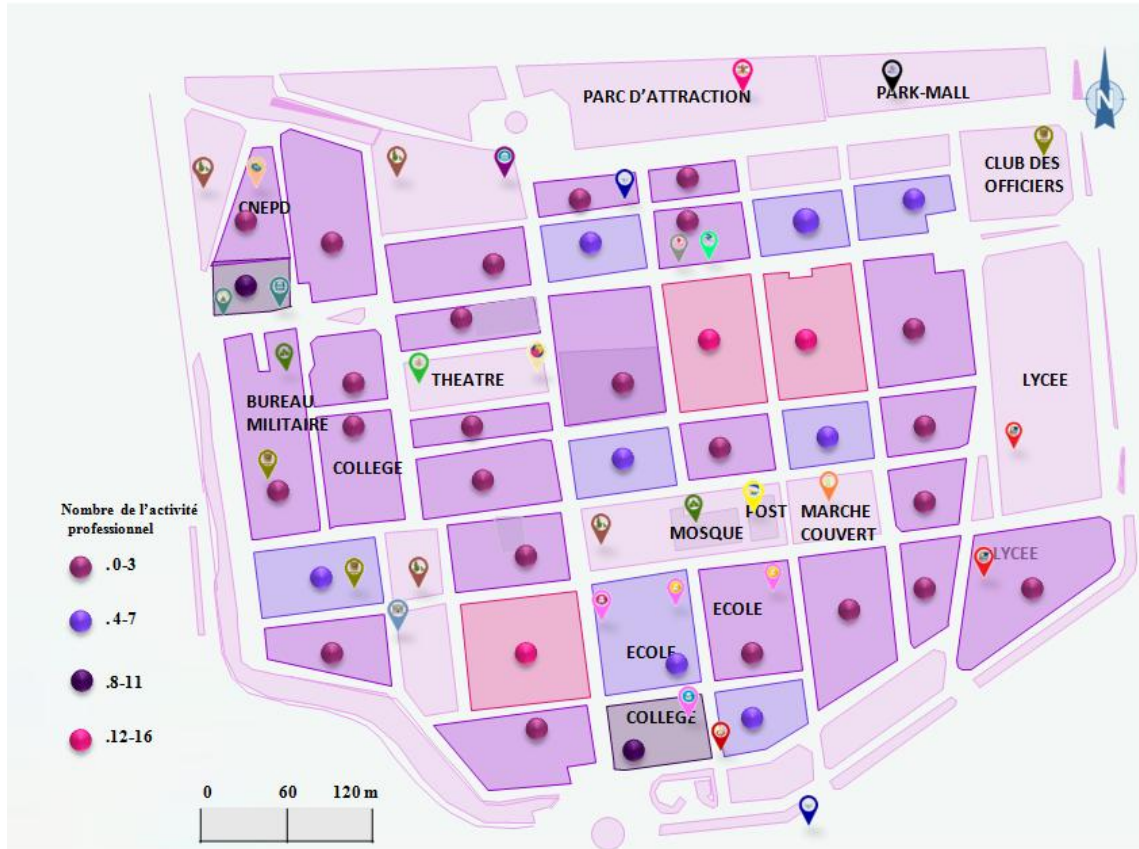 PARC D'ATTRACTION
PARK-MALL
N
CLUB DES
OFFICIERS
CNEPD
THEATRE
LYCEE
BUREAU
MILITAIRE
COLLEGE
MOSQUE
POST
MARCHE
COUVERT
LYCEE
ECOLE
ECOLE
COLLEGE
Nombre de l'activité
professionnel
.0-3
.4-7
.8-11
.12-16
0 60 120 m